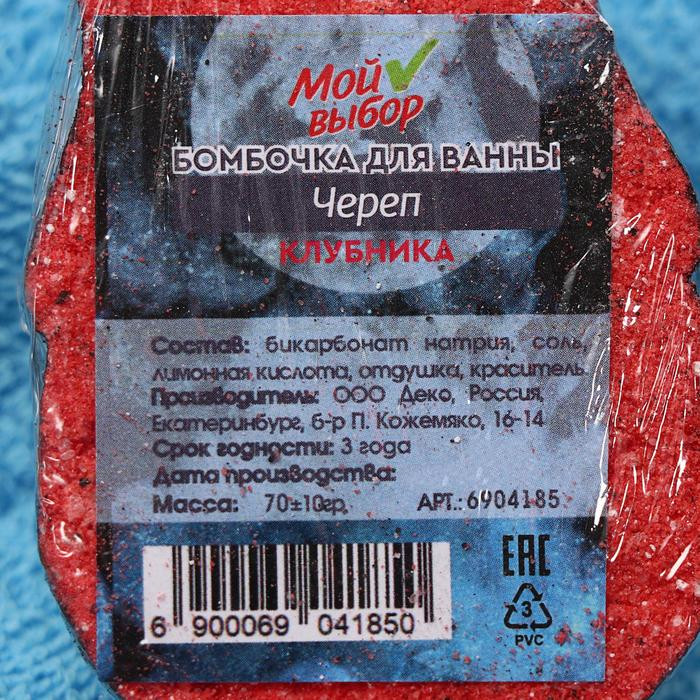 Мой
выбор
БОМБОЧКА ДЛЯ ВАННЫ
Череп
КЛУБНИКА
Состав: бикарбонат натрия, соль,
лимонная кислота, отдушка, краситель.
Производитель: ООО Деко, Россия,
Екатеринбург, б-р П. Кожемяко, 16-14
Срок годности: 3 года
Дата производства:
Масса: 70±10гр. АРТ.: 6904185
EAC
6 900069 041850
3
PVC